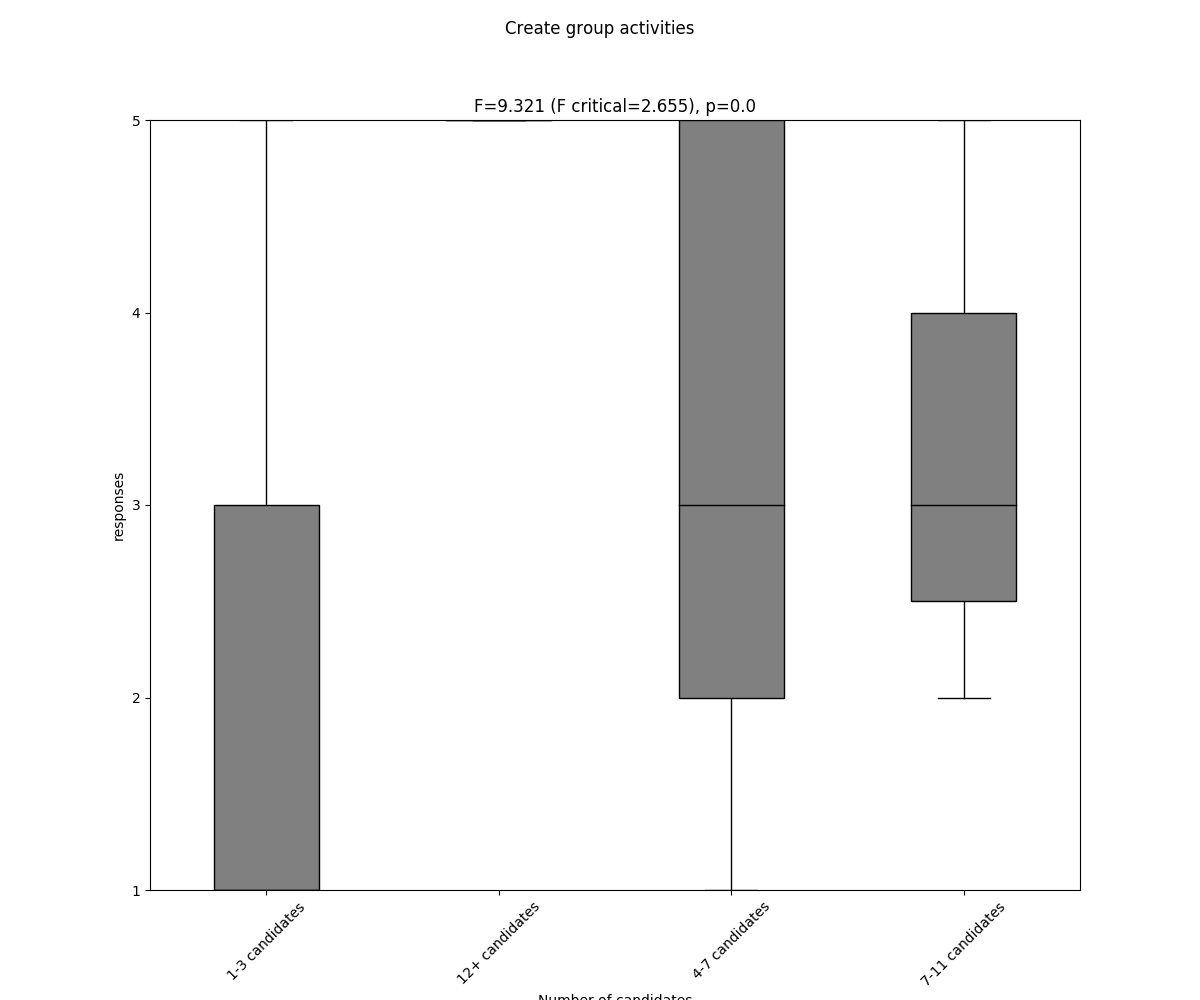 Create group activities
F=9.321 (F critical=2.655), p=0.0
5
4
3
2
1
responses
1-3 candidates
12+ candidates
4-7 candidates
7-11 candidates
Number of candidates